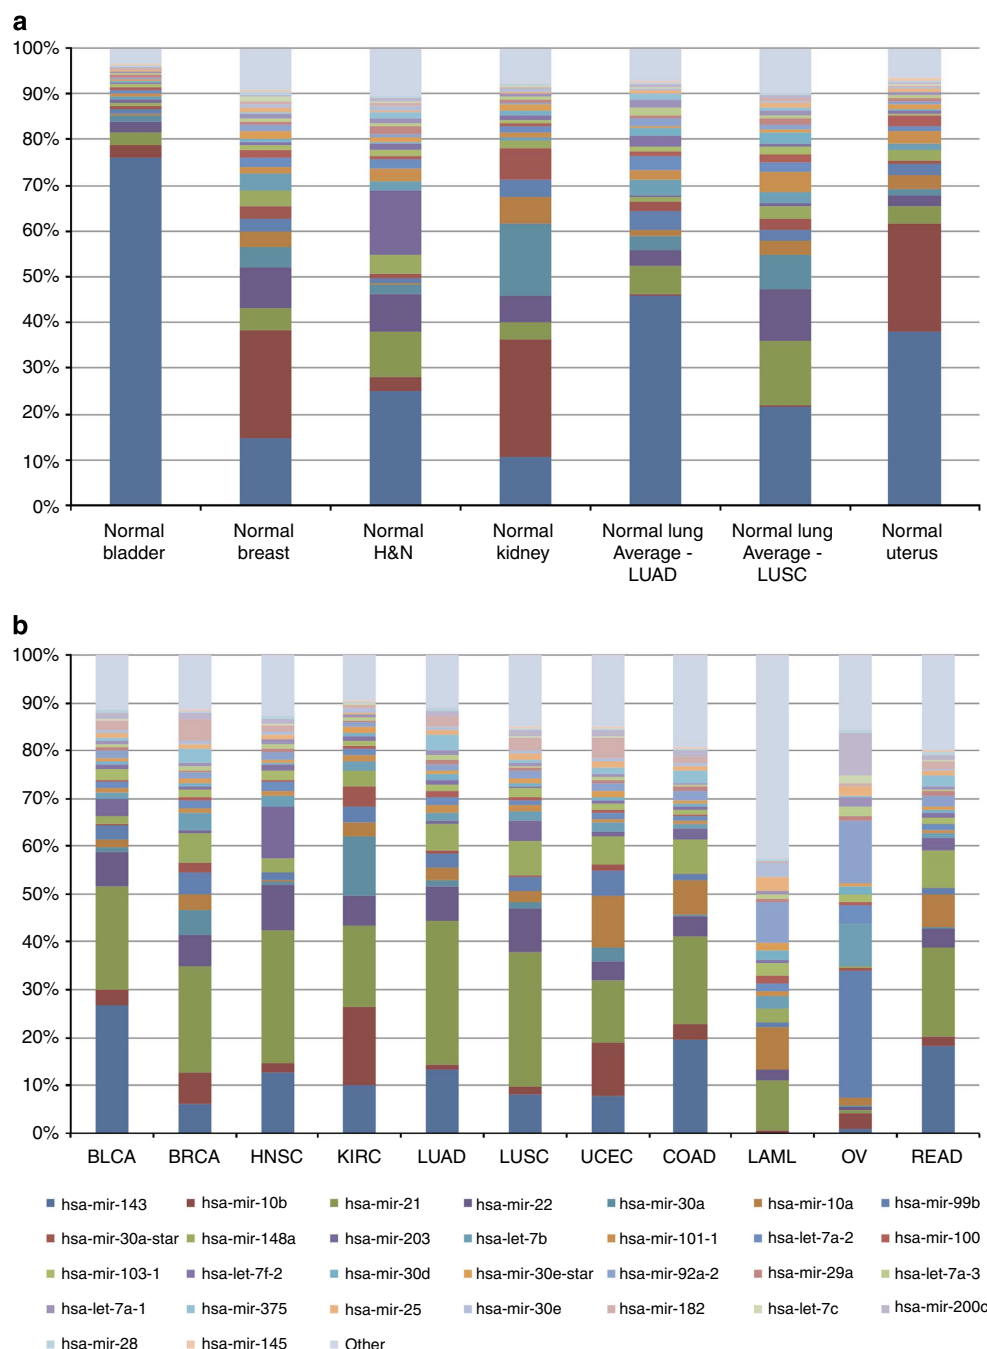 a
100%
90%
80%
70%
60%
50%
40%
30%
20%
10%
0%
Normal bladder
Normal breast
Normal H&N
Normal kidney
Normal lung Average - LUAD
Normal lung Average - LUSC
Normal uterus
b
100%
90%
80%
70%
60%
50%
40%
30%
20%
10%
0%
BLCA BRCA HNSC KIRC LUAD LUSC UCEC COAD LAML OV READ
hsa-mir-143 hsa-mir-10b hsa-mir-21 hsa-mir-22 hsa-mir-30a hsa-mir-10a hsa-mir-99b
hsa-mir-30a-star hsa-mir-148a hsa-mir-203 hsa-let-7b hsa-mir-101-1 hsa-let-7a-2 hsa-mir-100
hsa-mir-103-1 hsa-let-7f-2 hsa-mir-30d hsa-mir-30e-star hsa-mir-92a-2 hsa-mir-29a hsa-let-7a-3
hsa-let-7a-1 hsa-mir-375 hsa-mir-25 hsa-mir-30e hsa-mir-182 hsa-let-7c hsa-mir-200c
hsa-mir-28 hsa-mir-145 Other